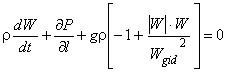 ρ dW/dt + ∂P/∂l + gρ[-1 + |W|·W / W_gid²] = 0